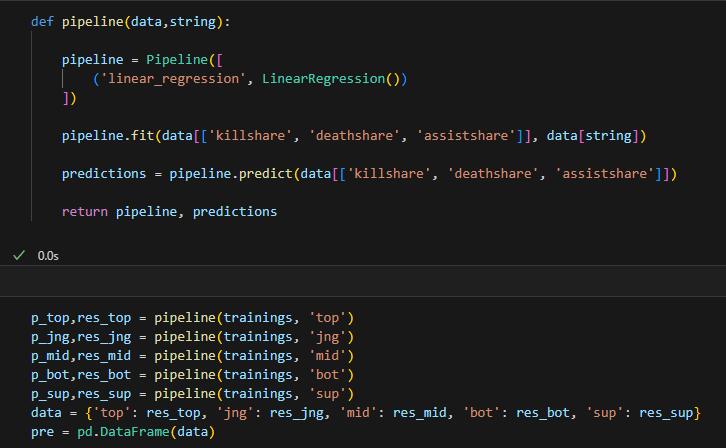 def pipeline(data,string):
pipeline = Pipeline([
('linear_regression', LinearRegression())
])
pipeline.fit(data[['killshare', 'deathshare', 'assistshare']], data[string])
predictions = pipeline.predict(data[['killshare', 'deathshare', 'assistshare']])
return pipeline, predictions
0.0s
p_top,res_top = pipeline(trainings, 'top')
p_jng,res_jng = pipeline(trainings, 'jng')
p_mid,res_mid = pipeline(trainings, 'mid')
p_bot,res_bot = pipeline(trainings, 'bot')
p_sup,res_sup = pipeline(trainings, 'sup')
data = {'top': res_top, 'jng': res_jng, 'mid': res_mid, 'bot': res_bot, 'sup': res_sup}
pre = pd.DataFrame(data)